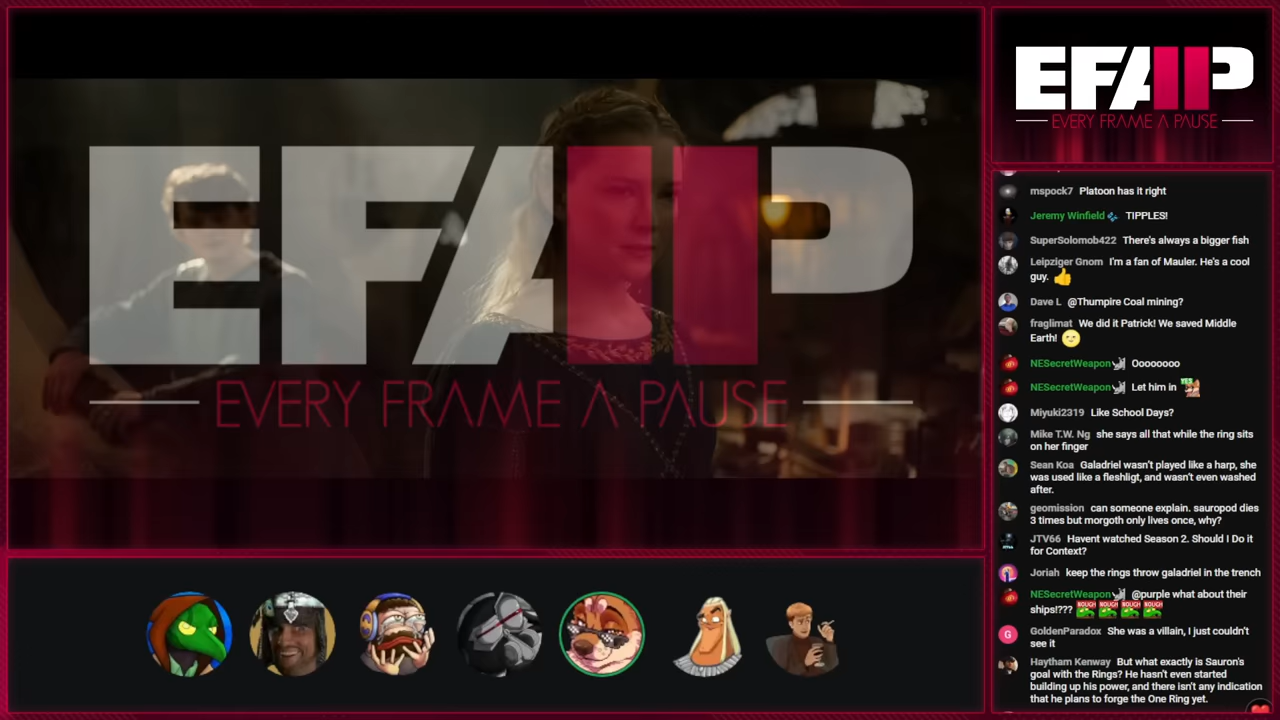 EFAP
EVERY FRAME A PAUSE
EFAP
EVERY FRAME A PAUSE
mspock7 Platoon has it right
Jeremy Winfield TIPPLES!
SuperSolomob422 There's always a bigger fish
Leipziger Gnom I'm a fan of Mauler. He's a cool
guy.
Dave L @Thumpire Coal mining?
fraglimat We did it Patrick! We saved Middle
Earth!
NESecretWeapon Oooooooo
NESecretWeapon Let him in
Miyuki2319 Like School Days?
Mike T.W. Ng she says all that while the ring sits
on her finger
Sean Koa Galadriel wasn't played like a harp, she
was used like a fleshligt, and wasn't even washed
after.
geomission can someone explain. sauropod dies
3 times but morgoth only lives once, why?
JTV66 Havent watched Season 2. Should I Do it
for Context?
Joriah keep the rings throw galadriel in the trench
NESecretWeapon @purple what about their
ships!??? BOUGH BOUGH BOUGH BOUGH
G GoldenParadox She was a villain, I just couldn't
see it
Haytham Kenway But what exactly is Sauron's
goal with the Rings? He hasn't even started
building up his power, and there isn't any indication
that he plans to forge the One Ring yet.